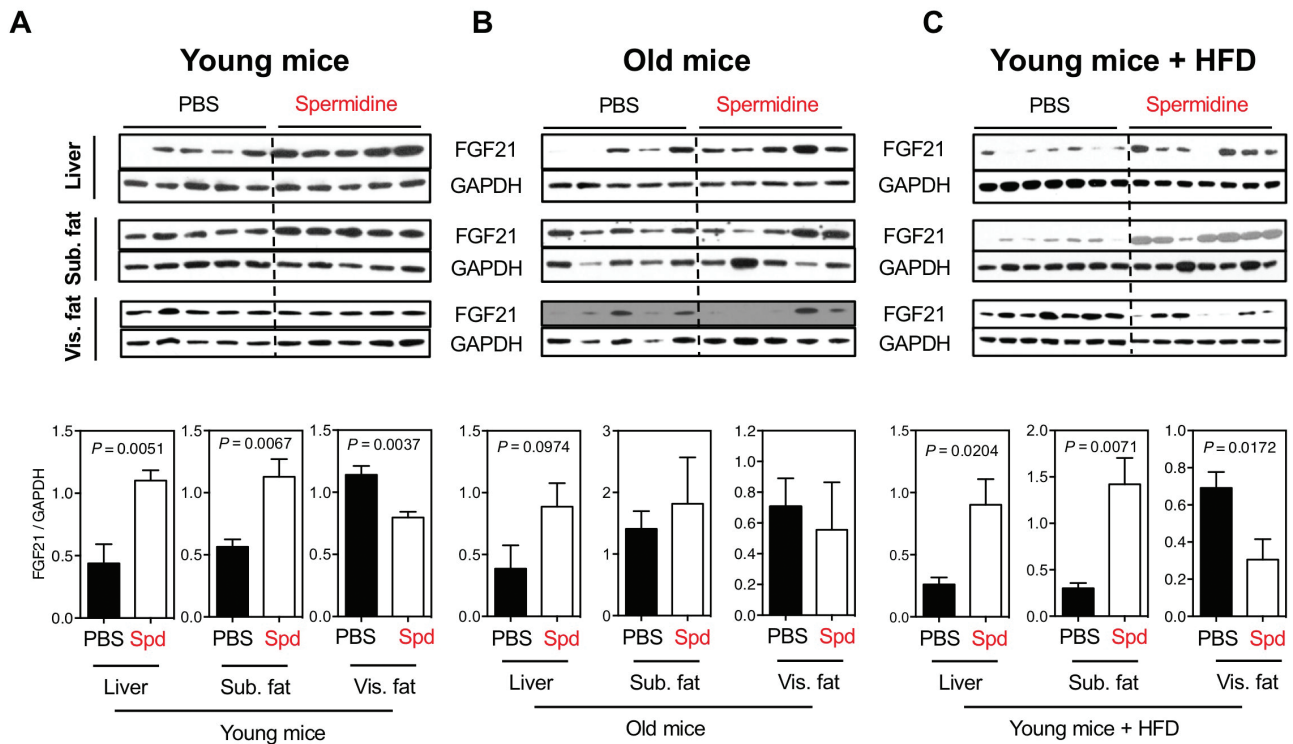 A
B
C
Young mice
Old mice
Young mice + HFD
PBS
Spermidine
PBS
Spermidine
PBS
Spermidine
Liver
FGF21
FGF21
GAPDH
GAPDH
Sub. fat
FGF21
FGF21
GAPDH
GAPDH
Vis. fat
FGF21
FGF21
GAPDH
GAPDH
FGF21 / GAPDH
1.5
1.0
0.5
0.0
P = 0.0051
PBS Spd
Liver
1.5
1.0
0.5
0.0
P = 0.0067
PBS Spd
Sub. fat
1.5
1.0
0.5
0.0
P = 0.0037
PBS Spd
Vis. fat
Young mice
1.5
1.0
0.5
0.0
P = 0.0974
PBS Spd
Liver
3
2
1
0
PBS Spd
Sub. fat
1.2
1.0
0.8
0.6
0.4
0.2
0.0
PBS Spd
Vis. fat
Old mice
1.5
1.0
0.5
0.0
P = 0.0204
PBS Spd
Liver
2.0
1.5
1.0
0.5
0.0
P = 0.0071
PBS Spd
Sub. fat
1.0
0.8
0.6
0.4
0.2
0.0
P = 0.0172
PBS Spd
Vis. fat
Young mice + HFD